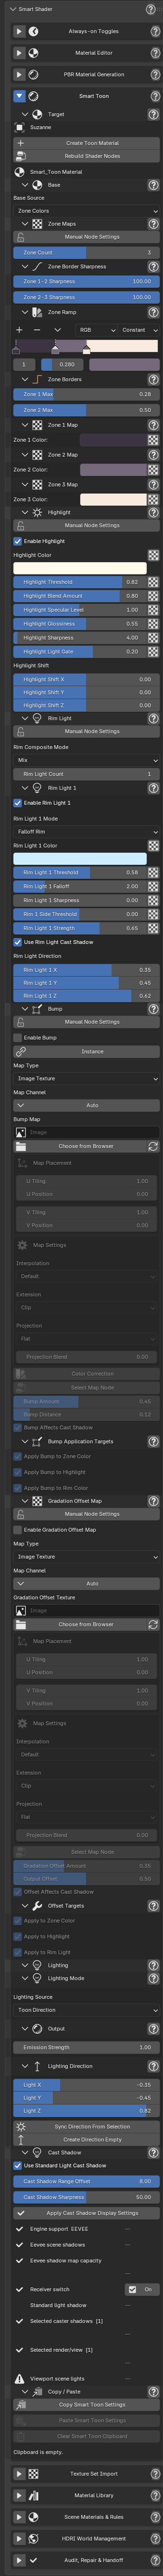 Smart Shader
Always-on Toggles
Material Editor
PBR Material Generation
Smart Toon
Target
Suzanne
Create Toon Material
Rebuild Shader Nodes
Smart_Toon Material
Base
Base Source
Zone Colors
Zone Maps
Manual Node Settings
Zone Count 3
Zone Border Sharpness
Zone 1-2 Sharpness 100.00
Zone 2-3 Sharpness 100.00
Zone Ramp
RGB Constant
1 0.280
Zone Borders
Zone 1 Max 0.28
Zone 2 Max 0.50
Zone 1 Map
Zone 1 Color:
Zone 2 Map
Zone 2 Color:
Zone 3 Map
Zone 3 Color:
Highlight
Manual Node Settings
Enable Highlight
Highlight Color
Highlight Threshold 0.82
Highlight Blend Amount 0.80
Highlight Specular Level 1.00
Highlight Glossiness 0.55
Highlight Sharpness 4.00
Highlight Light Gate 0.20
Highlight Shift
Highlight Shift X 0.00
Highlight Shift Y 0.00
Highlight Shift Z 0.00
Rim Light
Manual Node Settings
Rim Composite Mode
Mix
Rim Light Count 1
Rim Light 1
Enable Rim Light 1
Rim Light 1 Mode
Falloff Rim
Rim Light 1 Color
Rim Light 1 Threshold 0.58
Rim Light 1 Falloff 2.00
Rim Light 1 Sharpness 0.00
Rim 1 Side Threshold 0.00
Rim Light 1 Strength 0.65
Use Rim Light Cast Shadow
Rim Light Direction
Rim Light 1 X 0.35
Rim Light 1 Y 0.45
Rim Light 1 Z 0.62
Bump
Manual Node Settings
Enable Bump
Instance
Map Type
Image Texture
Map Channel
Auto
Bump Map
Image
Choose from Browser
Map Placement
U Tiling 1.00
U Position 0.00
V Tiling 1.00
V Position 0.00
Map Settings
Interpolation
Default
Extension
Clip
Projection
Flat
Projection Blend 0.00
Color Correction
Select Map Node
Bump Amount 0.45
Bump Distance 0.12
Bump Affects Cast Shadow
Bump Application Targets
Apply Bump to Zone Color
Apply Bump to Highlight
Apply Bump to Rim Color
Gradation Offset Map
Manual Node Settings
Enable Gradation Offset Map
Map Type
Image Texture
Map Channel
Auto
Gradation Offset Texture
Image
Choose from Browser
Map Placement
U Tiling 1.00
U Position 0.00
V Tiling 1.00
V Position 0.00
Map Settings
Interpolation
Default
Extension
Clip
Projection
Flat
Projection Blend 0.00
Select Map Node
Gradation Offset Amount 0.35
Output Offset 0.50
Offset Affects Cast Shadow
Offset Targets
Apply to Zone Color
Apply to Highlight
Apply to Rim Light
Lighting
Lighting Mode
Lighting Source
Toon Direction
Output
Emission Strength 1.00
Lighting Direction
Light X -0.35
Light Y -0.45
Light Z 0.82
Sync Direction From Selection
Create Direction Empty
Cast Shadow
Use Standard Light Cast Shadow
Cast Shadow Range Offset 8.00
Cast Shadow Sharpness 50.00
Apply Cast Shadow Display Settings
Engine support EEVEE
Eevee scene shadows
Eevee shadow map capacity
Receiver switch On
Standard light shadow
Selected caster shadows [1]
Selected render/view [1]
Viewport scene lights
Copy / Paste
Copy Smart Toon Settings
Paste Smart Toon Settings
Clear Smart Toon Clipboard
Clipboard is empty.
Texture Set Import
Material Library
Scene Materials & Rules
HDRI World Management
Audit, Repair & Handoff